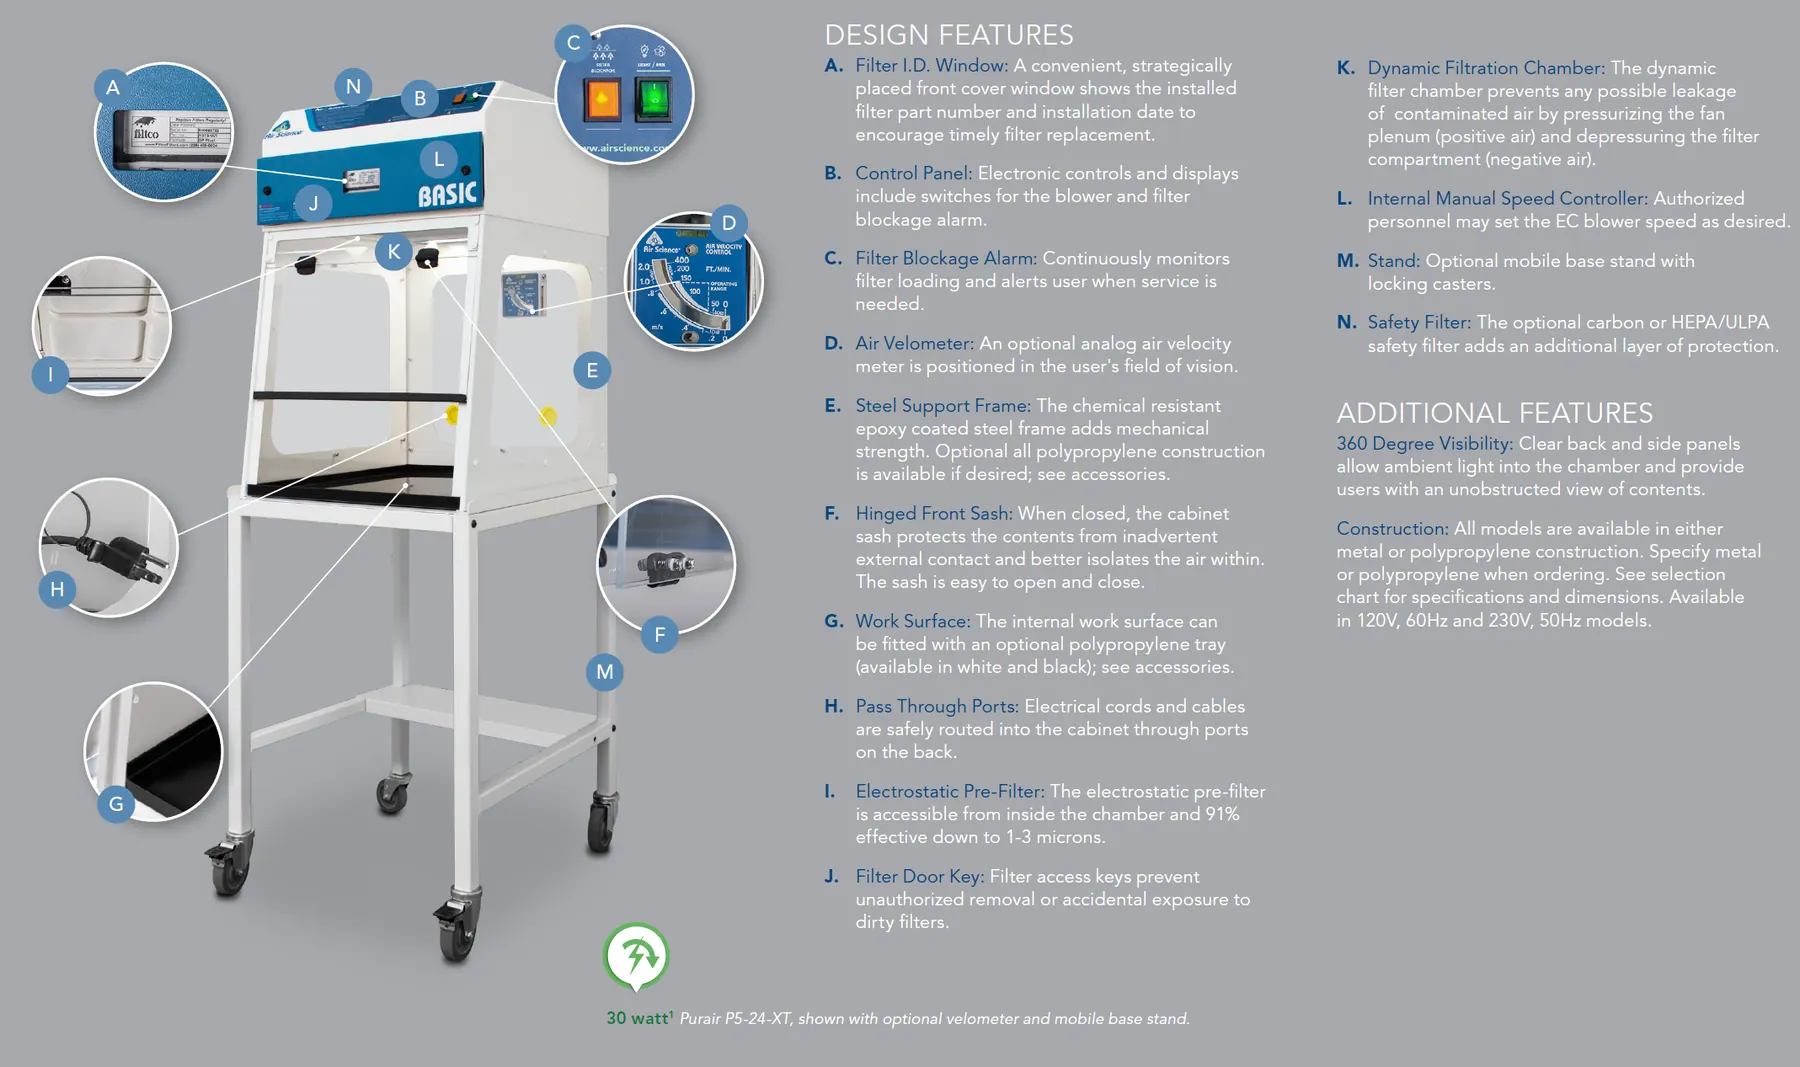 A
filtco
B
N
Air Science
L
J
BASIC
C
FILTER
BLOCKAGE
LIGHT / FAN
www.airscience.com
D
Air Science
AIR VELOCITY
CONTROL
FT./MIN.
400
200
150
100
OPERATING
RANGE
50
0
2.0
1.0
.8
.6
.4
.2
0
m/s
K
I
E
H
F
M
G
30 watt¹ Purair P5-24-XT, shown with optional velometer and mobile base stand.
DESIGN FEATURES
A. Filter I.D. Window: A convenient, strategically
placed front cover window shows the installed
filter part number and installation date to
encourage timely filter replacement.
B. Control Panel: Electronic controls and displays
include switches for the blower and filter
blockage alarm.
C. Filter Blockage Alarm: Continuously monitors
filter loading and alerts user when service is
needed.
D. Air Velometer: An optional analog air velocity
meter is positioned in the user's field of vision.
E. Steel Support Frame: The chemical resistant
epoxy coated steel frame adds mechanical
strength. Optional all polypropylene construction
is available if desired; see accessories.
F. Hinged Front Sash: When closed, the cabinet
sash protects the contents from inadvertent
external contact and better isolates the air within.
The sash is easy to open and close.
G. Work Surface: The internal work surface can
be fitted with an optional polypropylene tray
(available in white and black); see accessories.
H. Pass Through Ports: Electrical cords and cables
are safely routed into the cabinet through ports
on the back.
I. Electrostatic Pre-Filter: The electrostatic pre-filter
is accessible from inside the chamber and 91%
effective down to 1-3 microns.
J. Filter Door Key: Filter access keys prevent
unauthorized removal or accidental exposure to
dirty filters.
K. Dynamic Filtration Chamber: The dynamic
filter chamber prevents any possible leakage
of contaminated air by pressurizing the fan
plenum (positive air) and depressuring the filter
compartment (negative air).
L. Internal Manual Speed Controller: Authorized
personnel may set the EC blower speed as desired.
M. Stand: Optional mobile base stand with
locking casters.
N. Safety Filter: The optional carbon or HEPA/ULPA
safety filter adds an additional layer of protection.
ADDITIONAL FEATURES
360 Degree Visibility: Clear back and side panels
allow ambient light into the chamber and provide
users with an unobstructed view of contents.
Construction: All models are available in either
metal or polypropylene construction. Specify metal
or polypropylene when ordering. See selection
chart for specifications and dimensions. Available
in 120V, 60Hz and 230V, 50Hz models.